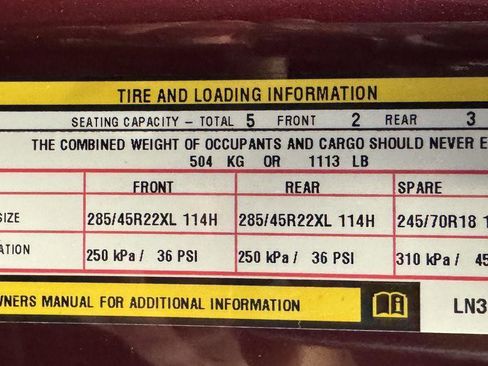 TIRE AND LOADING INFORMATION
SEATING CAPACITY – TOTAL 5 FRONT 2 REAR 3
THE COMBINED WEIGHT OF OCCUPANTS AND CARGO SHOULD NEVER E
504 KG OR 1113 LB
FRONT REAR SPARE
SIZE 285/45R22XL 114H 285/45R22XL 114H 245/70R18 1
ATION 250 kPa / 36 PSI 250 kPa / 36 PSI 310 kPa / 45
WNERS MANUAL FOR ADDITIONAL INFORMATION LN3